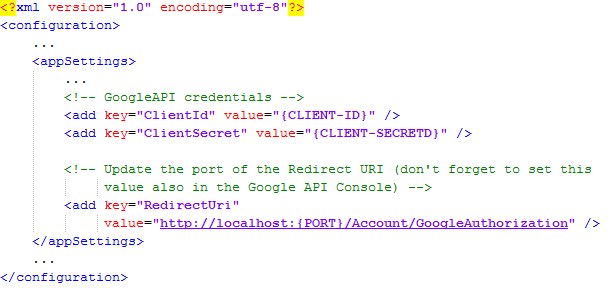 <?xml version="1.0" encoding="utf-8"?>
<configuration>
...
<appSettings>
...
<!-- GoogleAPI credentials -->
<add key="ClientId" value="{CLIENT-ID}" />
<add key="ClientSecret" value="{CLIENT-SECRETD}" />
<!-- Update the port of the Redirect URI (don't forget to set this
value also in the Google API Console) -->
<add key="RedirectUri"
value="http://localhost:{PORT}/Account/GoogleAuthorization" />
</appSettings>
...
</configuration>